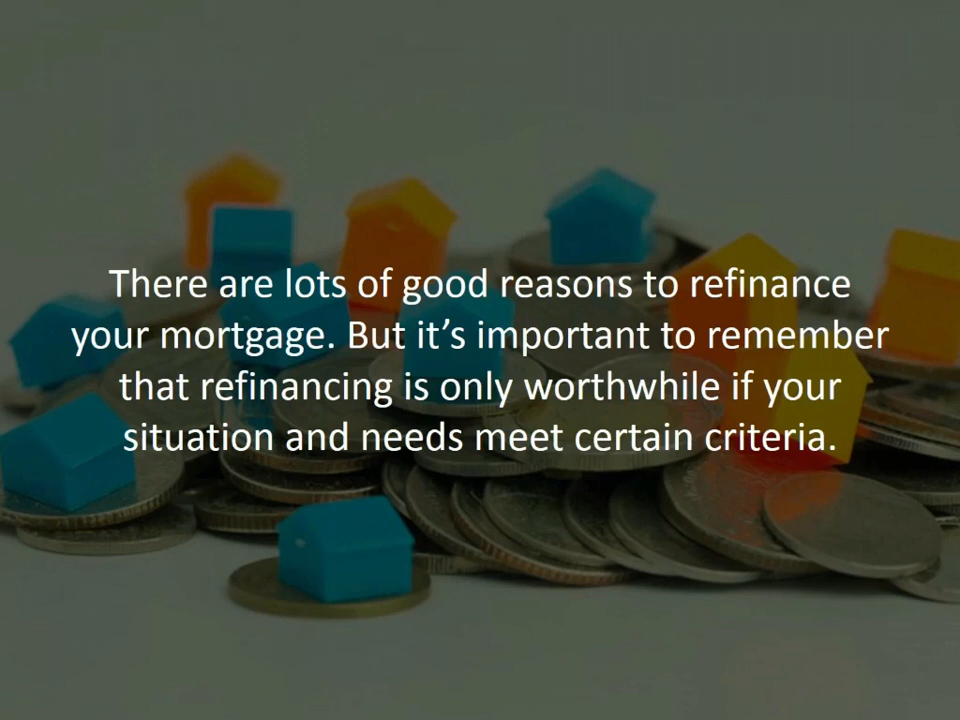 There are lots of good reasons to refinance
your mortgage. But it’s important to remember
that refinancing is only worthwhile if your
situation and needs meet certain criteria.